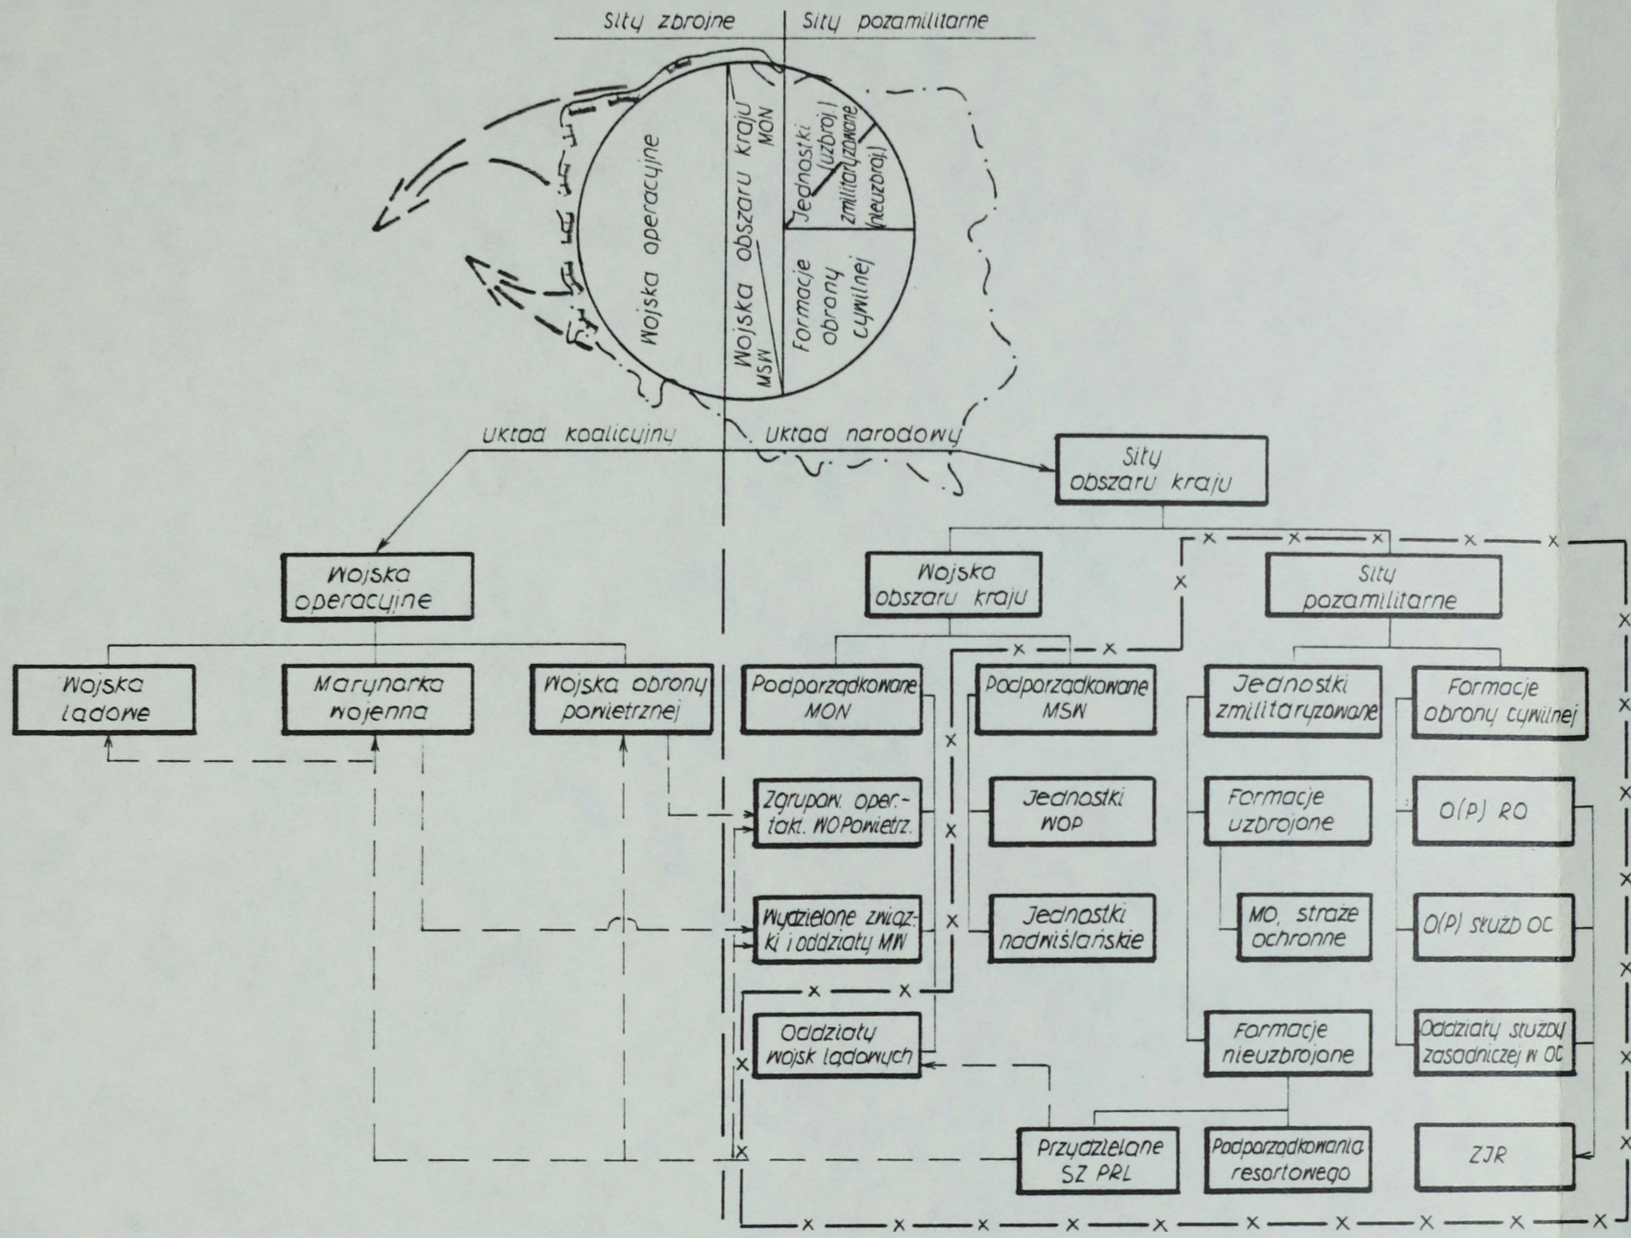 Siły zbrojne
Siły pozamilitarne
Wojska operacyjne
Wojska obszaru kraju
MON
MSW
Jednostki
(uzbroj.)
zmilitaryzowane
(nieuzbroj.)
Formacje
obrony
cywilnej
Układ koalicyjny
Układ narodowy
Siły
obszaru kraju
Wojska
operacyjne
Wojska
obszaru kraju
Siły
pozamilitarne
Wojska
lądowe
Marynarka
wojenna
Wojska obrony
powietrznej
Podporządkowane
MON
Podporządkowane
MSW
Jednostki
zmilitaryzowane
Formacje
obrony cywilnej
Zgrupow. oper.-
takt. WOPowietrz.
Jednostki
WOP
Formacje
uzbrojone
O(P) RO
Wydzielone związ-
ki i oddziały MW
Jednostki
nadwiślańskie
MO, straże
ochronne
O(P) służb OC
Oddziały
wojsk lądowych
Formacje
nieuzbrojone
Oddziały służby
zasadniczej w OC
Przydzielane
SZ PRL
Podporządkowania
resortowego
ZJR